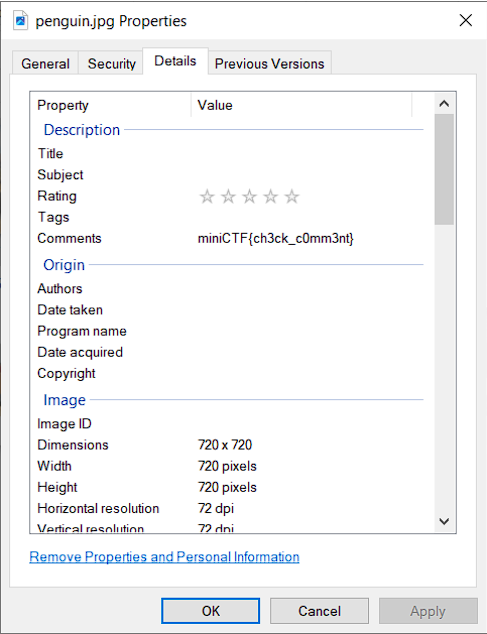 penguin.jpg Properties
General Security Details Previous Versions
Property Value
Description
Title
Subject
Rating
Tags
Comments miniCTF{ch3ck_c0mm3nt}
Origin
Authors
Date taken
Program name
Date acquired
Copyright
Image
Image ID
Dimensions 720 x 720
Width 720 pixels
Height 720 pixels
Horizontal resolution 72 dpi
Vertical resolution 72 dpi
Remove Properties and Personal Information
OK Cancel Apply